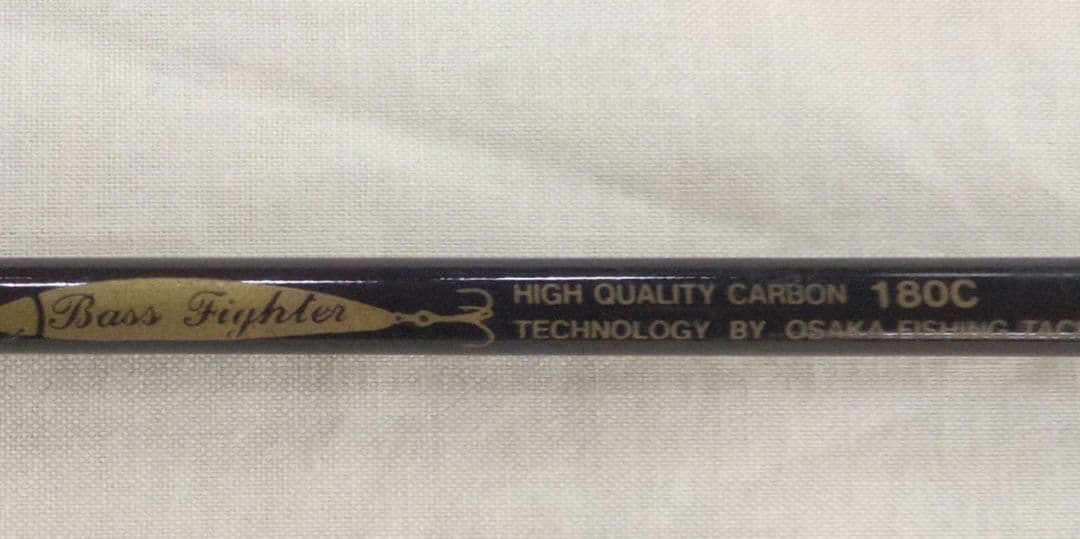 Bass Fighter
HIGH QUALITY CARBON 180C
TECHNOLOGY BY OSAKA FISHING